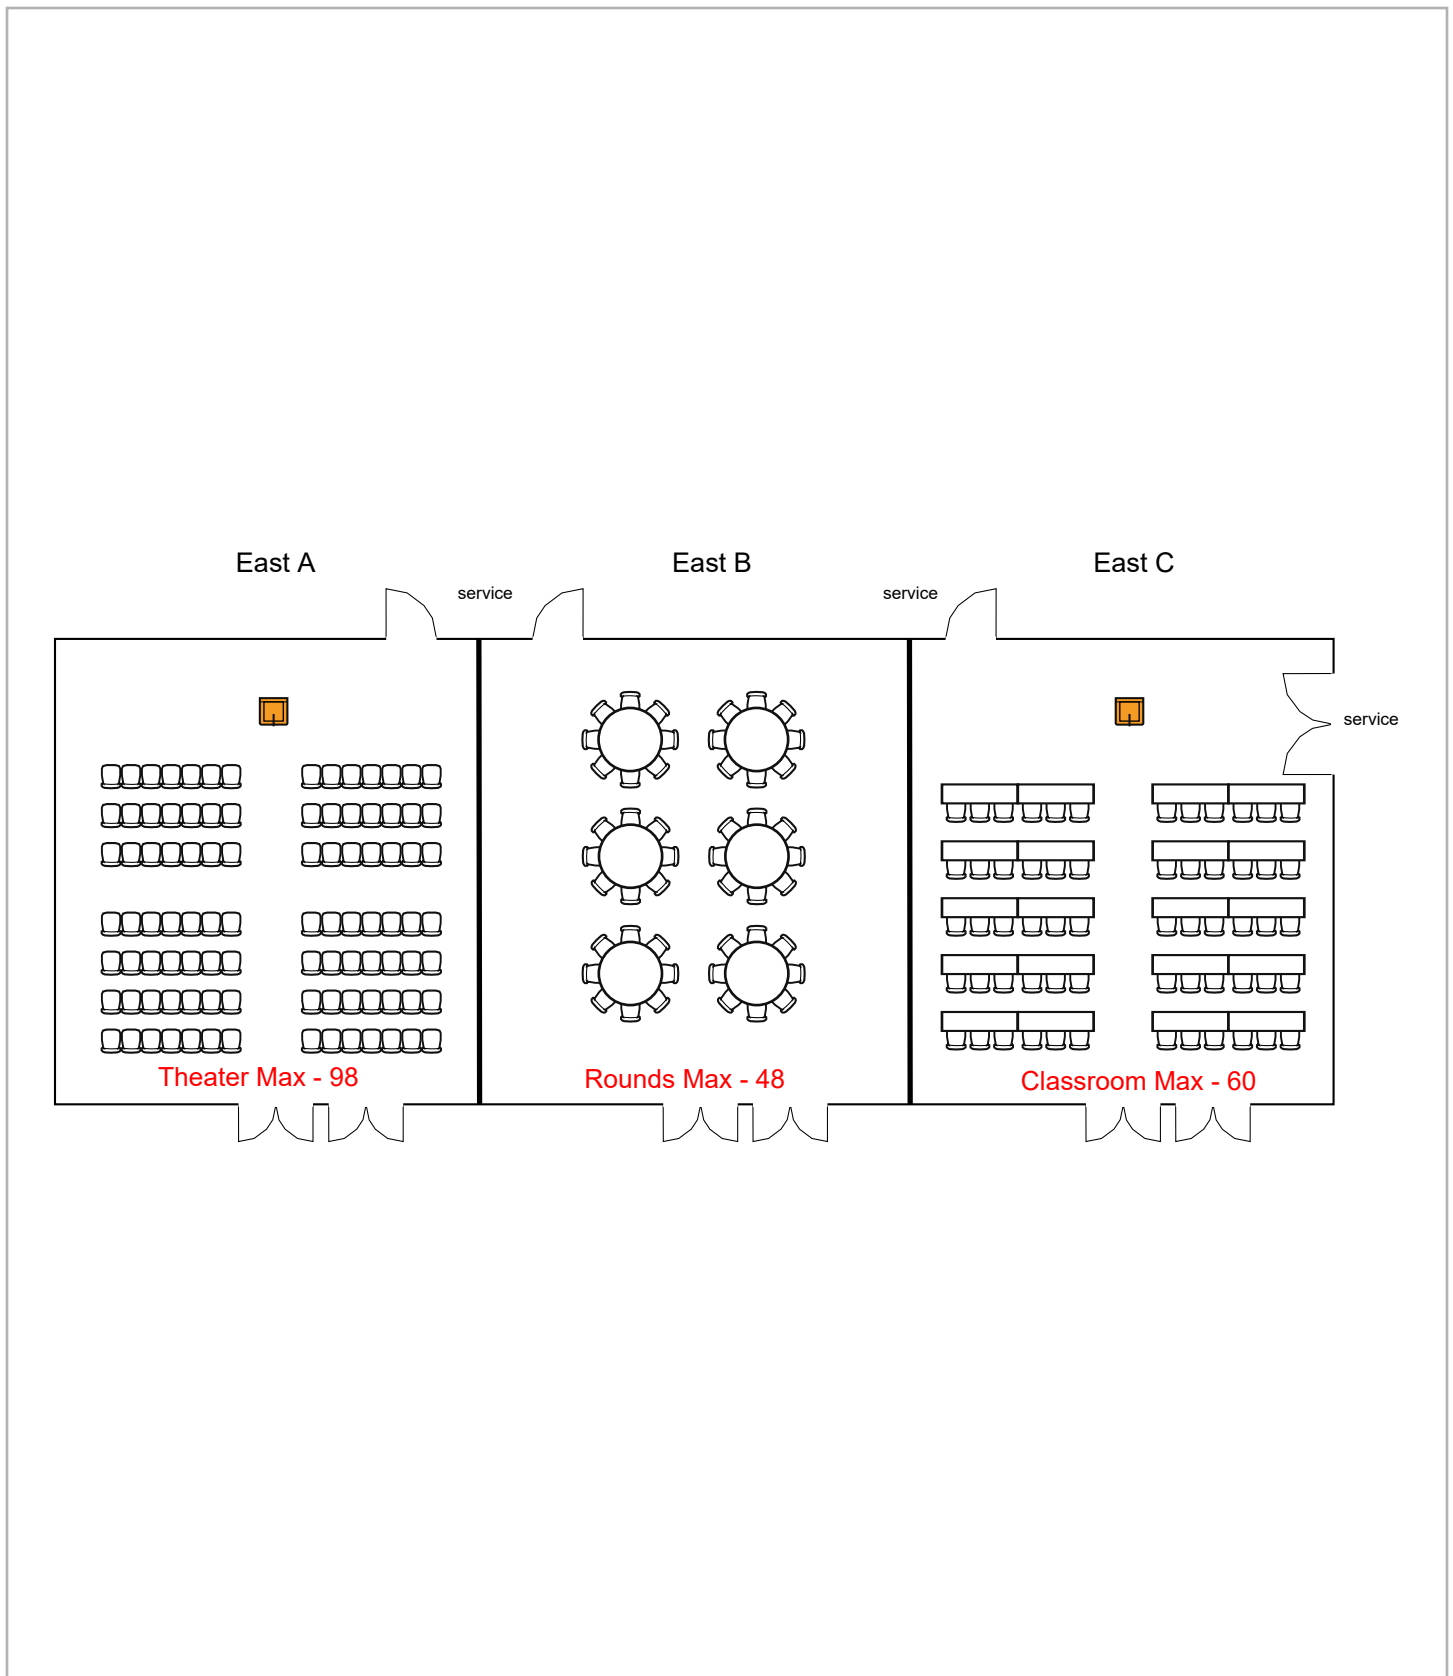 East A
East B
East C
service
service
service
Theater Max - 98
Rounds Max - 48
Classroom Max - 60